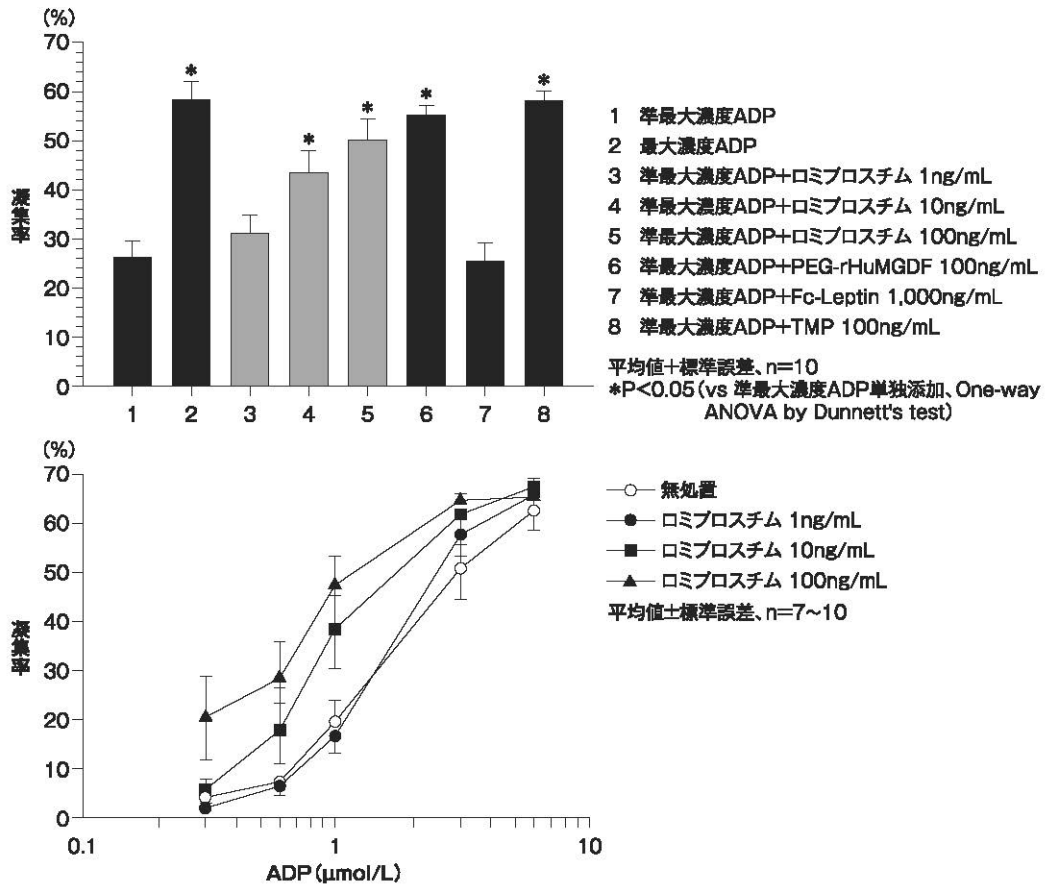 (%)
70
60
50
40
30
20
10
0
凝集率
* * * * *
1 2 3 4 5 6 7 8
1 準最大濃度ADP
2 最大濃度ADP
3 準最大濃度ADP+ロミプロスチム 1ng/mL
4 準最大濃度ADP+ロミプロスチム 10ng/mL
5 準最大濃度ADP+ロミプロスチム 100ng/mL
6 準最大濃度ADP+PEG-rHuMGDF 100ng/mL
7 準最大濃度ADP+Fc-Leptin 1,000ng/mL
8 準最大濃度ADP+TMP 100ng/mL
平均値+標準誤差、n=10
*P<0.05(vs 準最大濃度ADP単独添加、One-way
ANOVA by Dunnett's test)
(%)
70
60
50
40
30
20
10
0
凝集率
0.1 1 10
ADP(μmol/L)
無処置
ロミプロスチム 1ng/mL
ロミプロスチム 10ng/mL
ロミプロスチム 100ng/mL
平均値±標準誤差、n=7~10